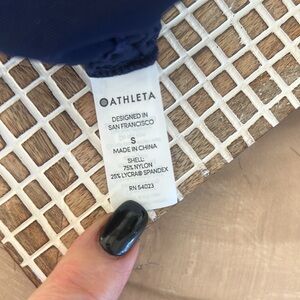 ATHLETA
DESIGNED IN
SAN FRANCISCO
S
MADE IN CHINA
SHELL:
75% NYLON
25% LYCRA® SPANDEX
RN 54023